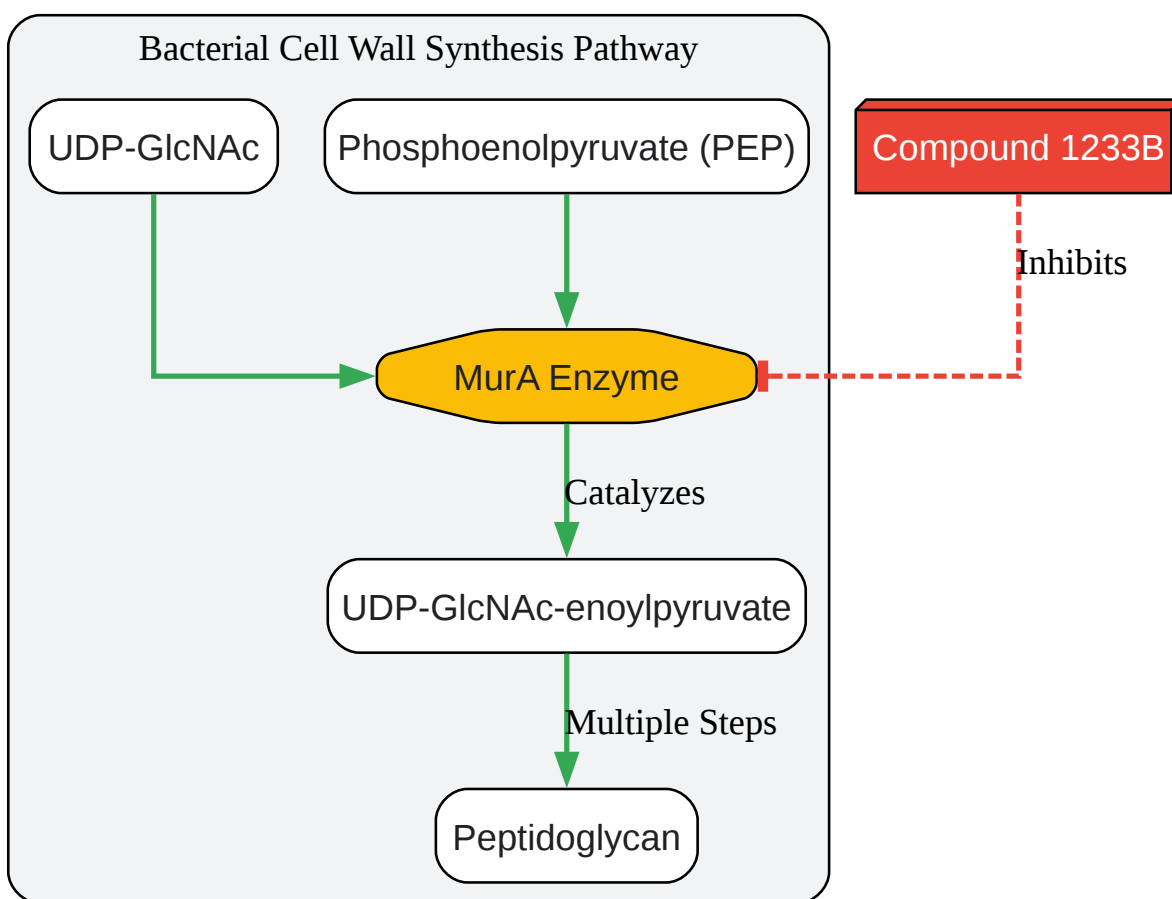 Bacterial Cell Wall Synthesis Pathway
UDP-GlcNAc
Phosphoenolpyruvate (PEP)
Compound 1233B
Inhibits
MurA Enzyme
Catalyzes
UDP-GlcNAc-enoylpyruvate
Multiple Steps
Peptidoglycan